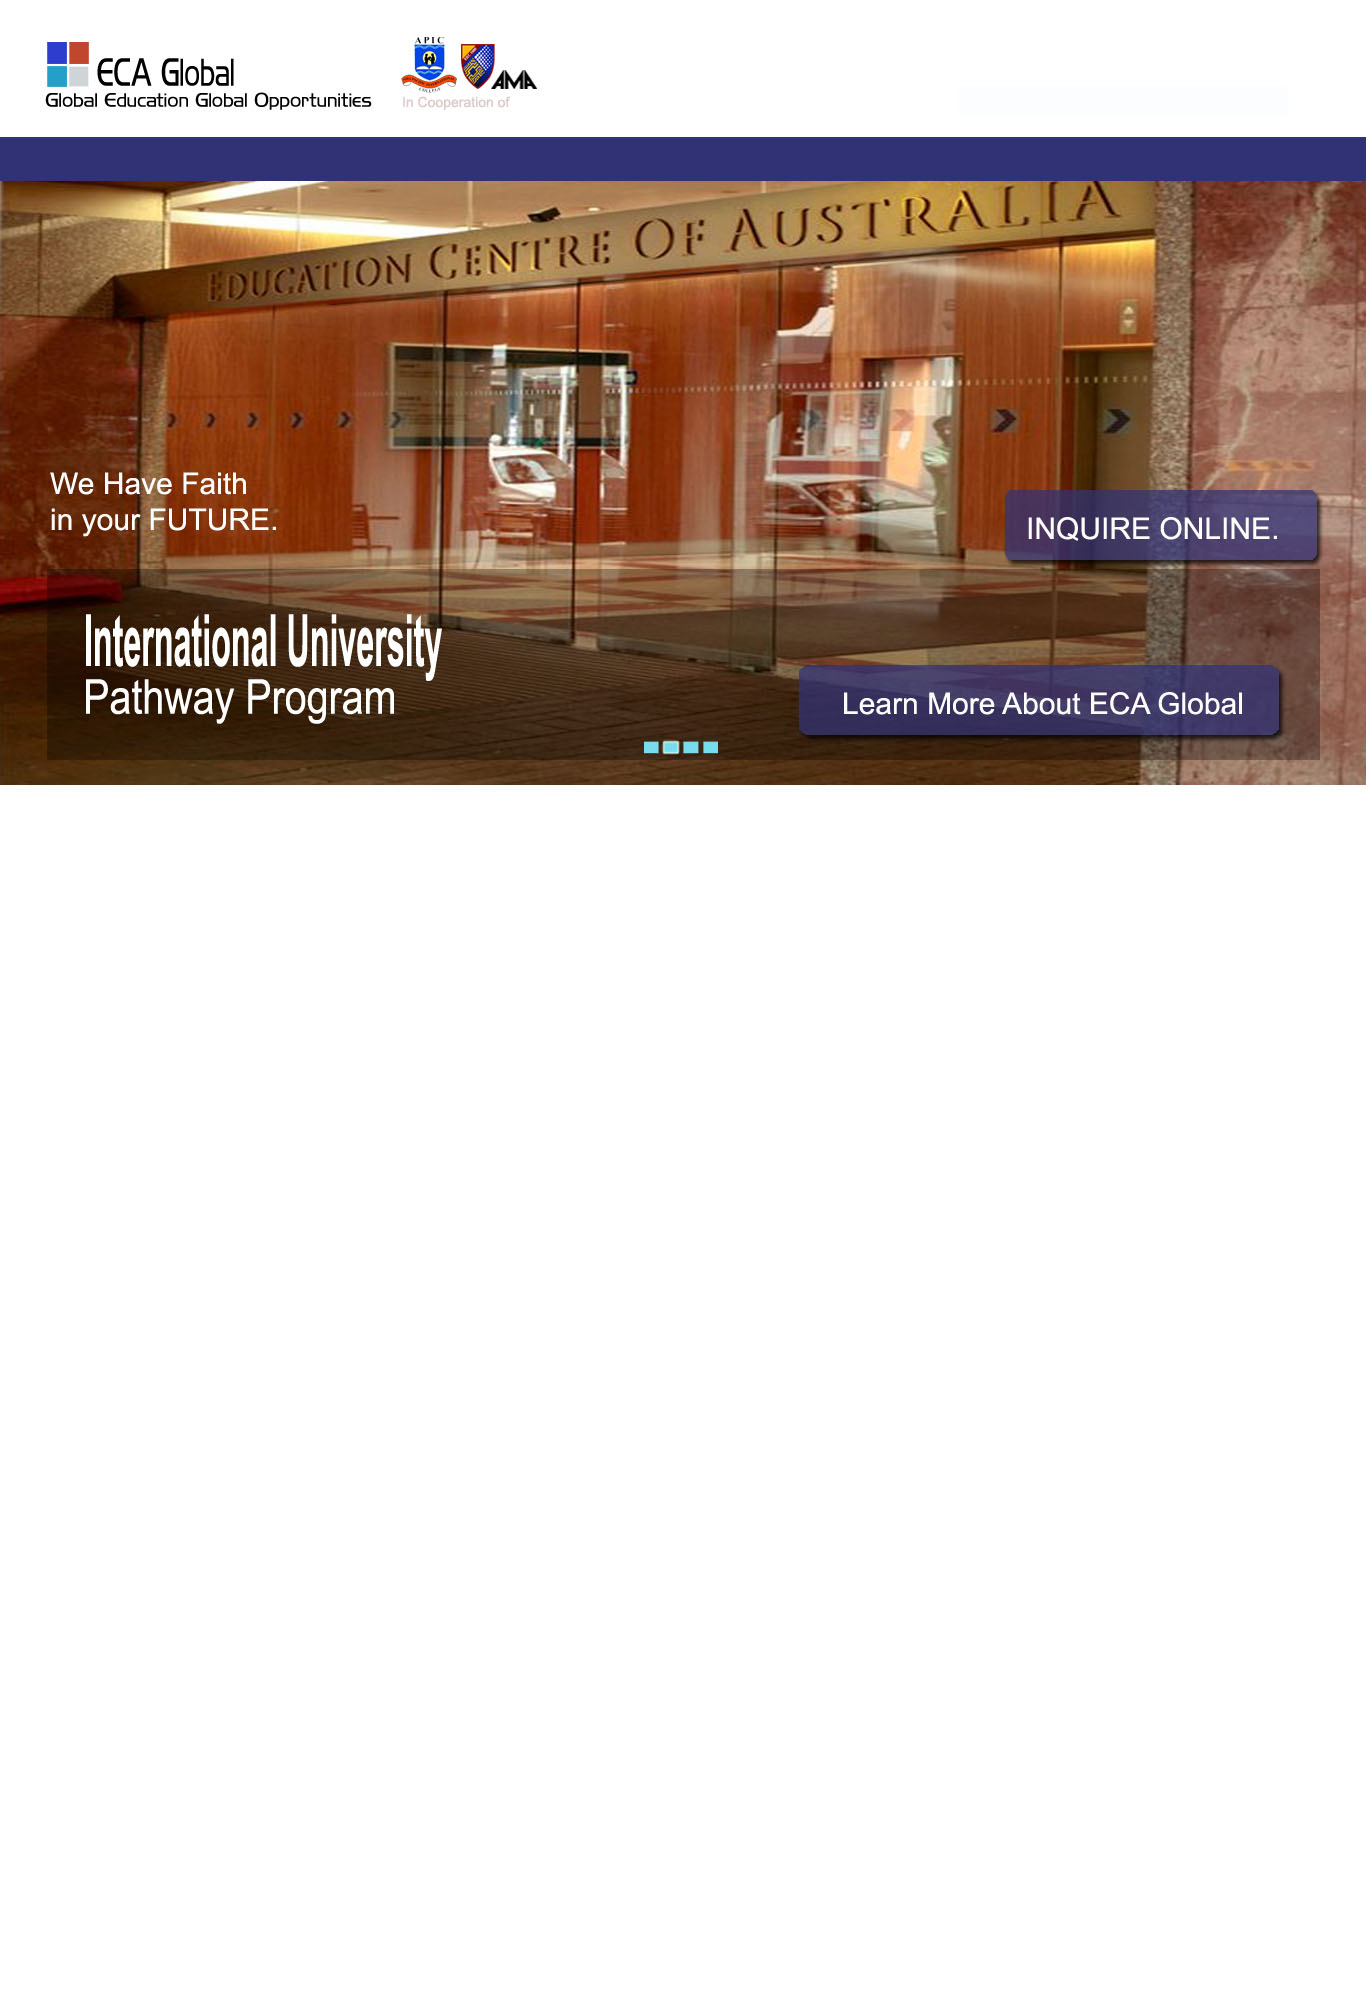 ECA Global
Global Education Global Opportunities
APIC
AMA
In Cooperation of
EDUCATION CENTRE OF AUSTRALIA
We Have Faith
in your FUTURE.
INQUIRE ONLINE.
International University
Pathway Program
Learn More About ECA Global